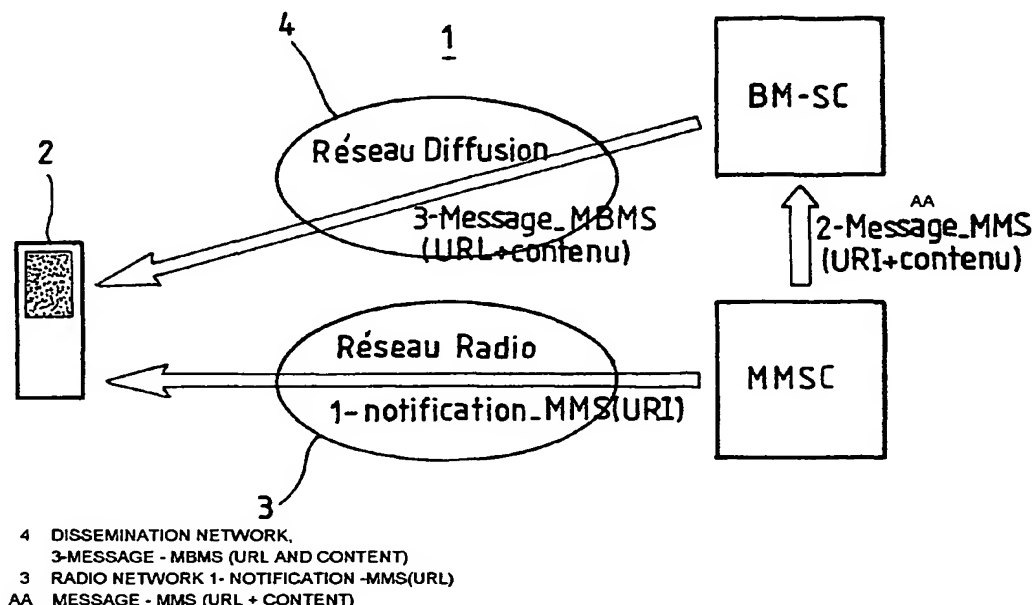 4
1
BM-SC
Réseau Diffusion
2
3-Message_MBMS
(URL+contenu)
AA
2-Message_MMS
(URI+contenu)
Réseau Radio
MMSC
1-notification_MMS(URI)
3
4 DISSEMINATION NETWORK,
3-MESSAGE - MBMS (URL AND CONTENT)
3 RADIO NETWORK 1- NOTIFICATION -MMS(URL)
AA MESSAGE - MMS (URL + CONTENT)